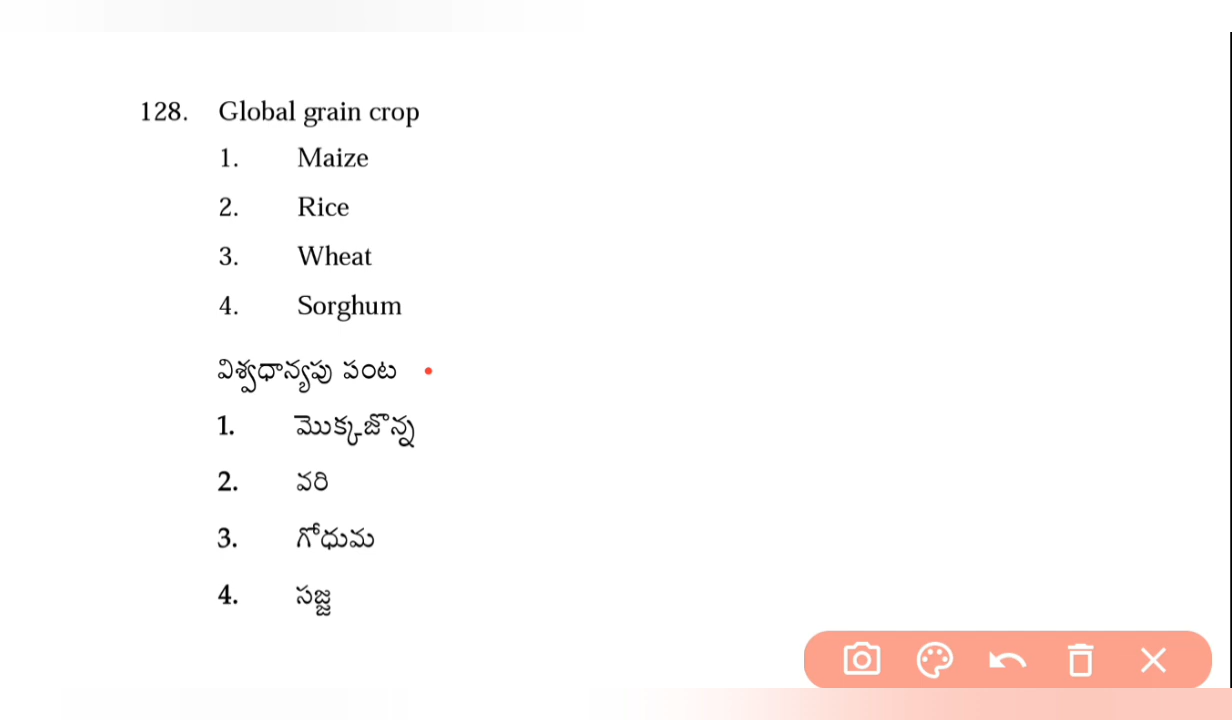 128. Global grain crop
1. Maize
2. Rice
3. Wheat
4. Sorghum
విశ్వధాన్యపు పంట
1. మొక్కజొన్న
2. వరి
3. గోధుమ
4. సజ్జ